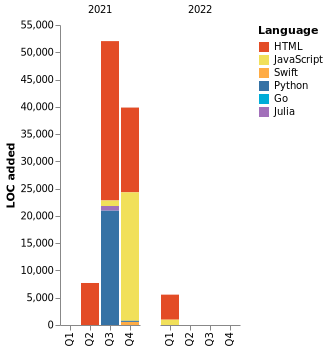 2021
2022
LOC added
55,000
50,000
45,000
40,000
35,000
30,000
25,000
20,000
15,000
10,000
5,000
0
Q1
Q2
Q3
Q4
Q1
Q2
Q3
Q4
Language
HTML
JavaScript
Swift
Python
Go
Julia